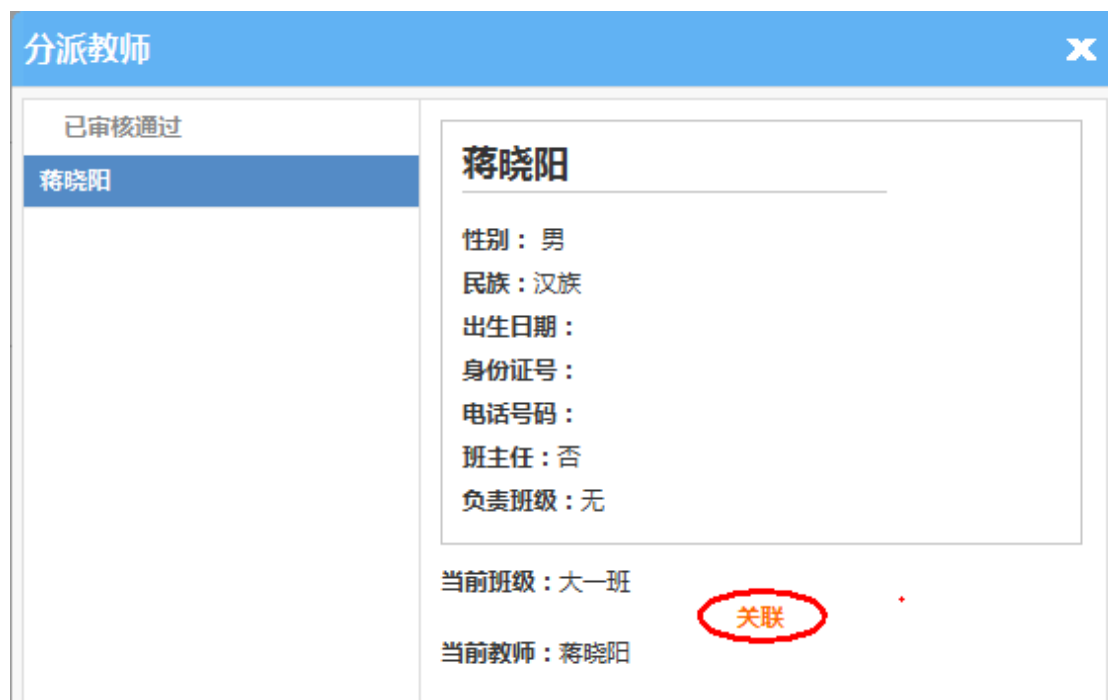 分派教师
已审核通过
蒋晓阳
蒋晓阳
性别： 男
民族：汉族
出生日期：
身份证号：
电话号码：
班主任：否
负责班级：无
当前班级：大一班
关联
当前教师：蒋晓阳